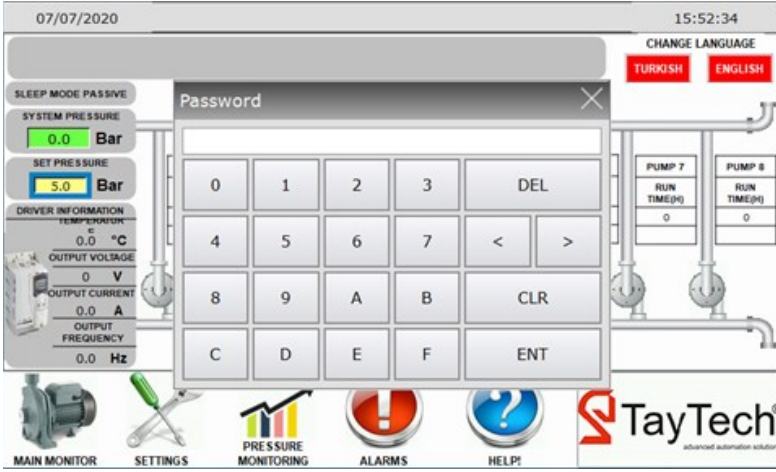 07/07/2020
15:52:34
CHANGE LANGUAGE
TURKISH
ENGLISH
SLEEP MODE PASSIVE
SYSTEM PRESSURE
0.0 Bar
SET PRESSURE
5.0 Bar
DRIVER INFORMATION
0.0 °C
OUTPUT VOLTAGE
0 V
OUTPUT CURRENT
0.0 A
OUTPUT
FREQUENCY
0.0 Hz
Password
0 1 2 3 DEL
4 5 6 7 < >
8 9 A B CLR
C D E F ENT
PUMP 7
RUN
TIME(H)
0
PUMP 8
RUN
TIME(H)
0
MAIN MONITOR
SETTINGS
PRESSURE
MONITORING
ALARMS
HELP!
TayTech
advanced automation solution